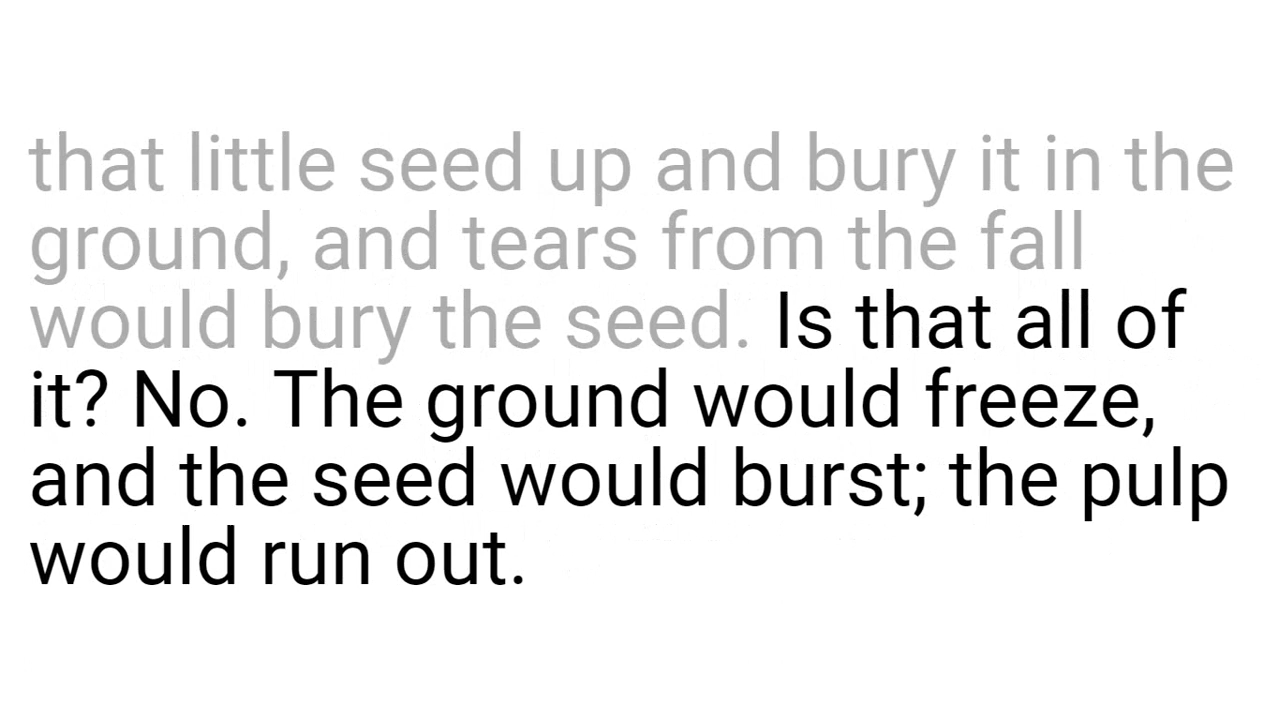 that little seed up and bury it in the
ground, and tears from the fall
would bury the seed. Is that all of
it? No. The ground would freeze,
and the seed would burst; the pulp
would run out.